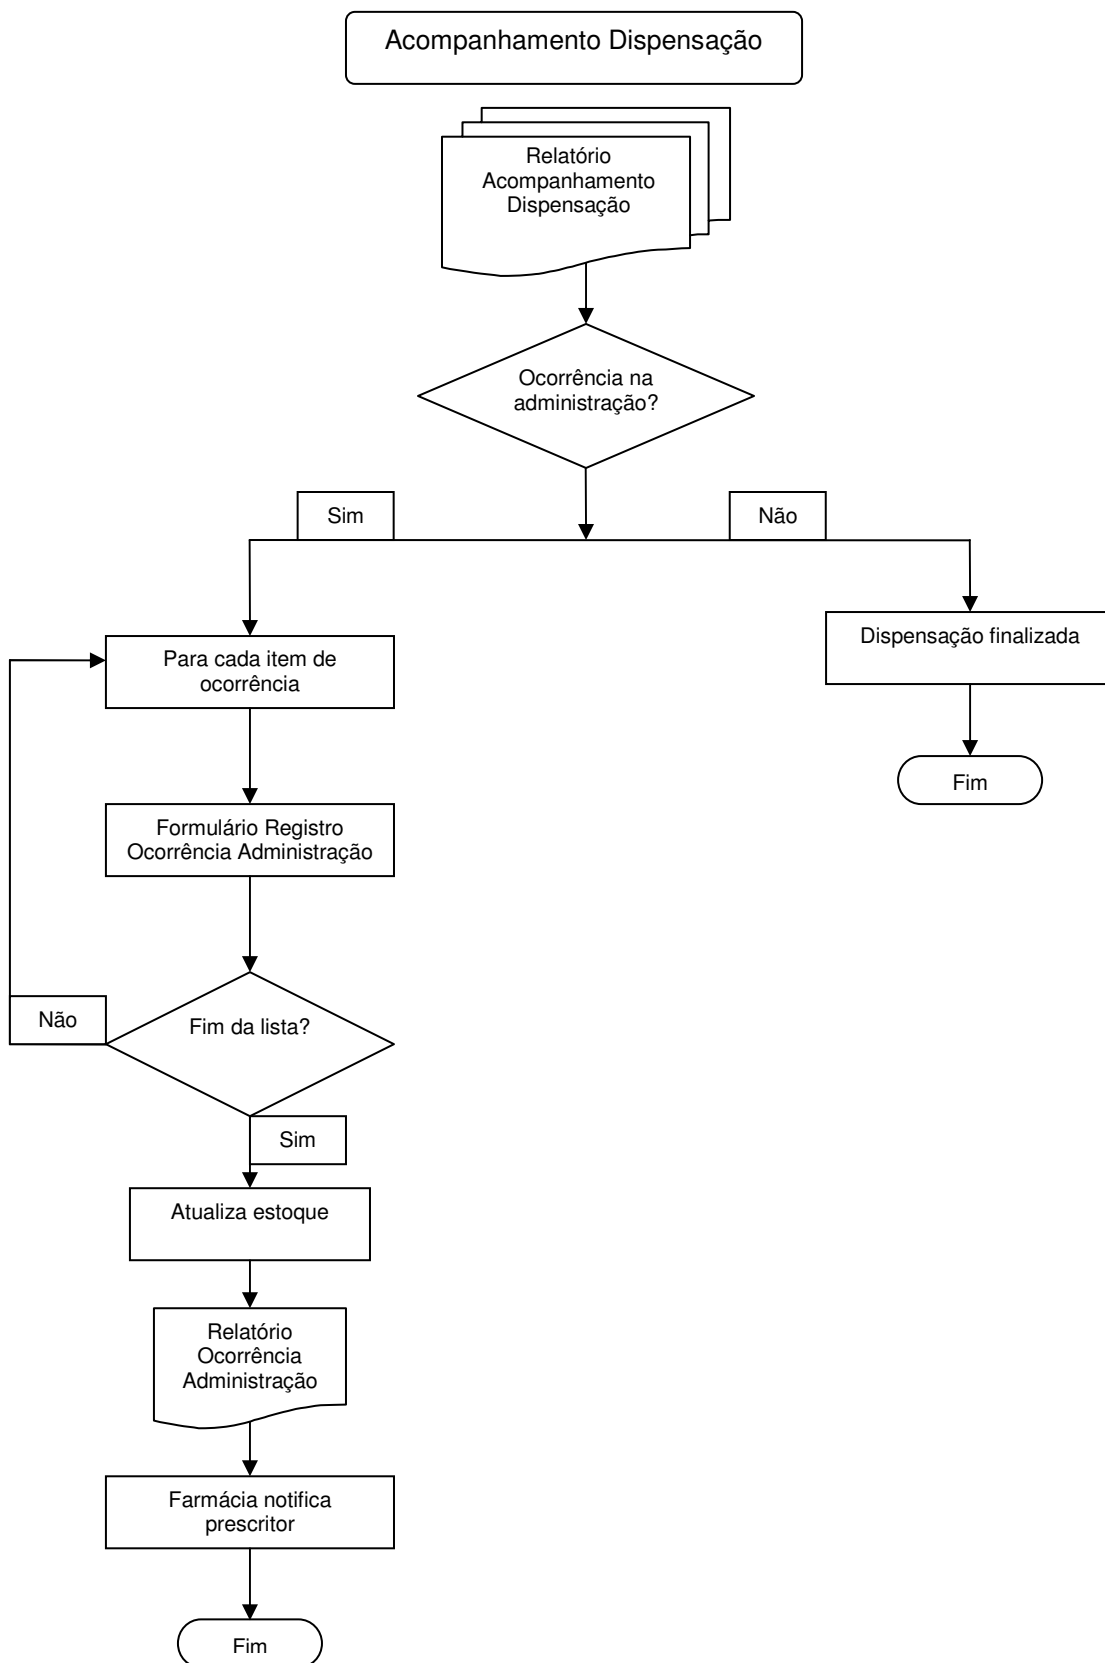 Acompanhamento Dispensação
Relatório
Acompanhamento
Dispensação
Ocorrência na
administração?
Sim
Não
Para cada item de
ocorrência
Dispensação finalizada
Fim
Formulário Registro
Ocorrência Administração
Não
Fim da lista?
Sim
Atualiza estoque
Relatório
Ocorrência
Administração
Farmácia notifica
prescritor
Fim